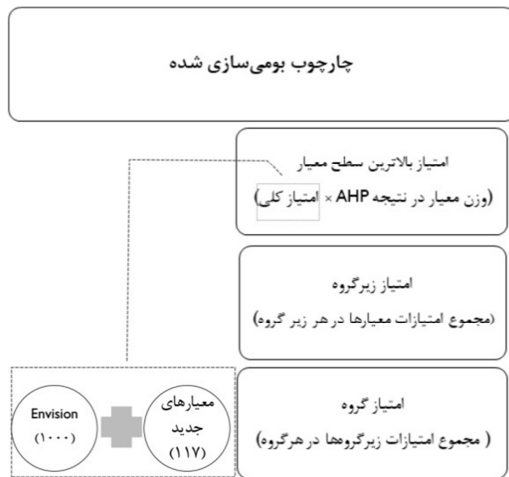 چارچوب بومی‌سازی شده
امتیاز بالاترین سطح معیار
(وزن معیار در نتیجه AHP × امتیاز کلی)
امتیاز زیرگروه
(مجموع امتیازات معیارها در هر زیر گروه)
امتیاز گروه
( مجموع امتیازات زیرگروه‌ها در هرگروه)
معیارهای
جدید
(۱۱۷)
Envision
(۱۰۰۰)